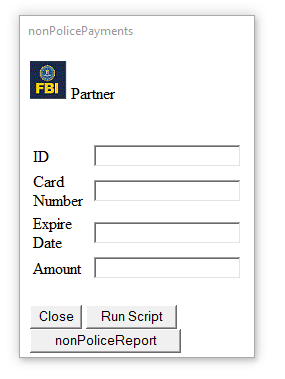 nonPolicePayments
FBI
Partner
ID
Card
Number
Expire
Date
Amount
Close
Run Script
nonPoliceReport